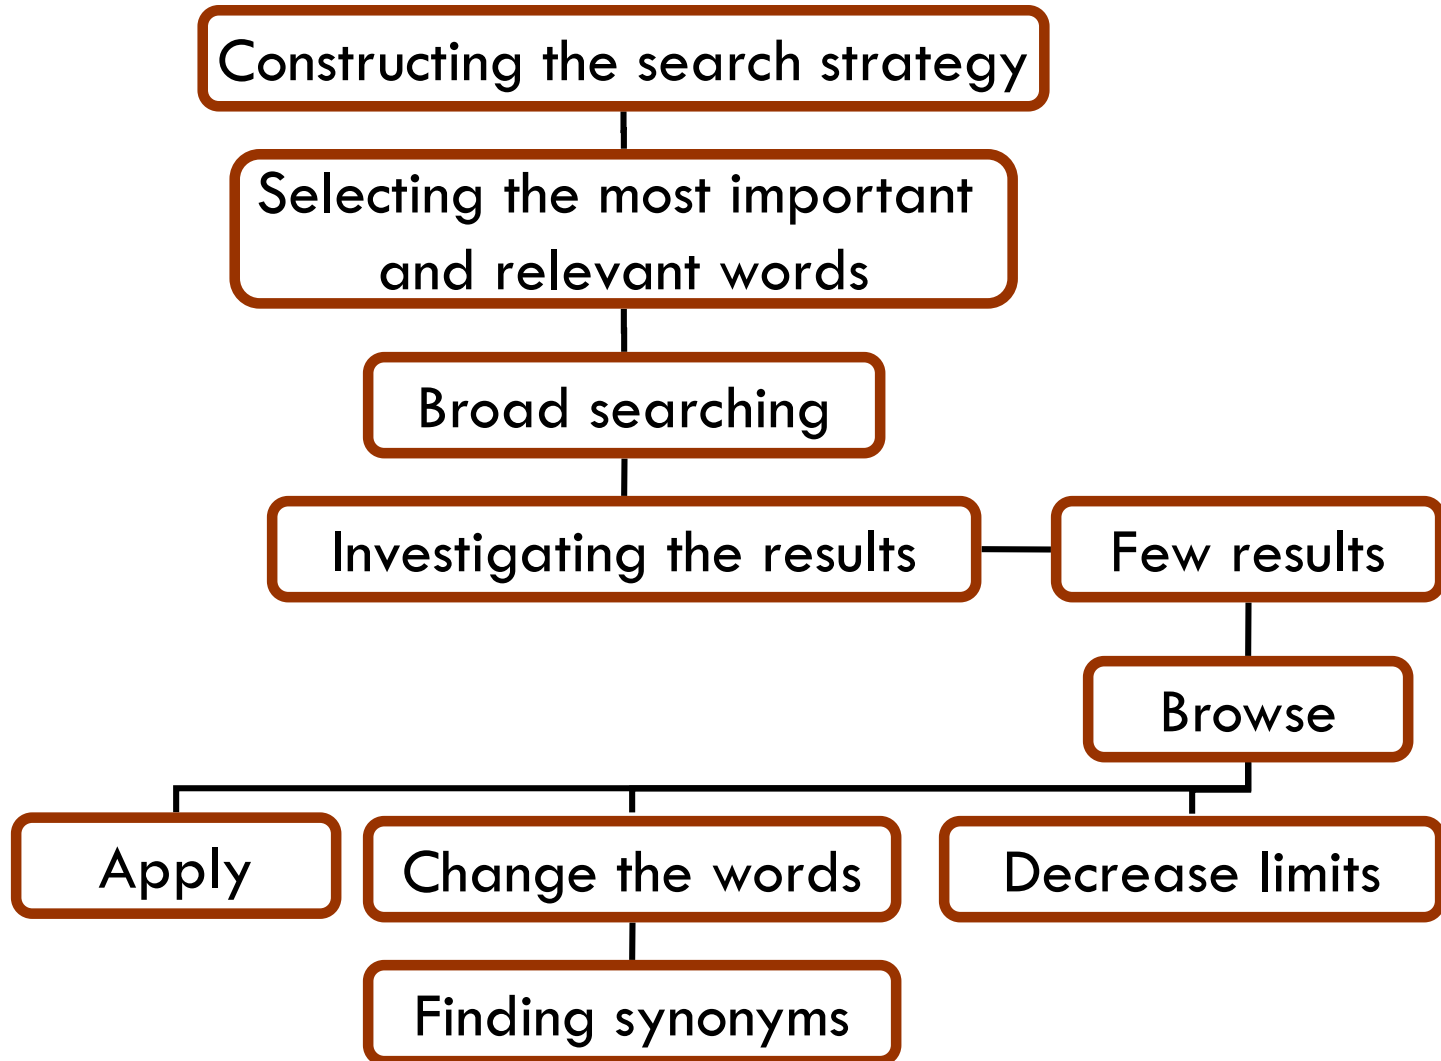 Constructing the search strategy
Selecting the most important
and relevant words
Broad searching
Investigating the results
Few results
Browse
Apply
Change the words
Decrease limits
Finding synonyms